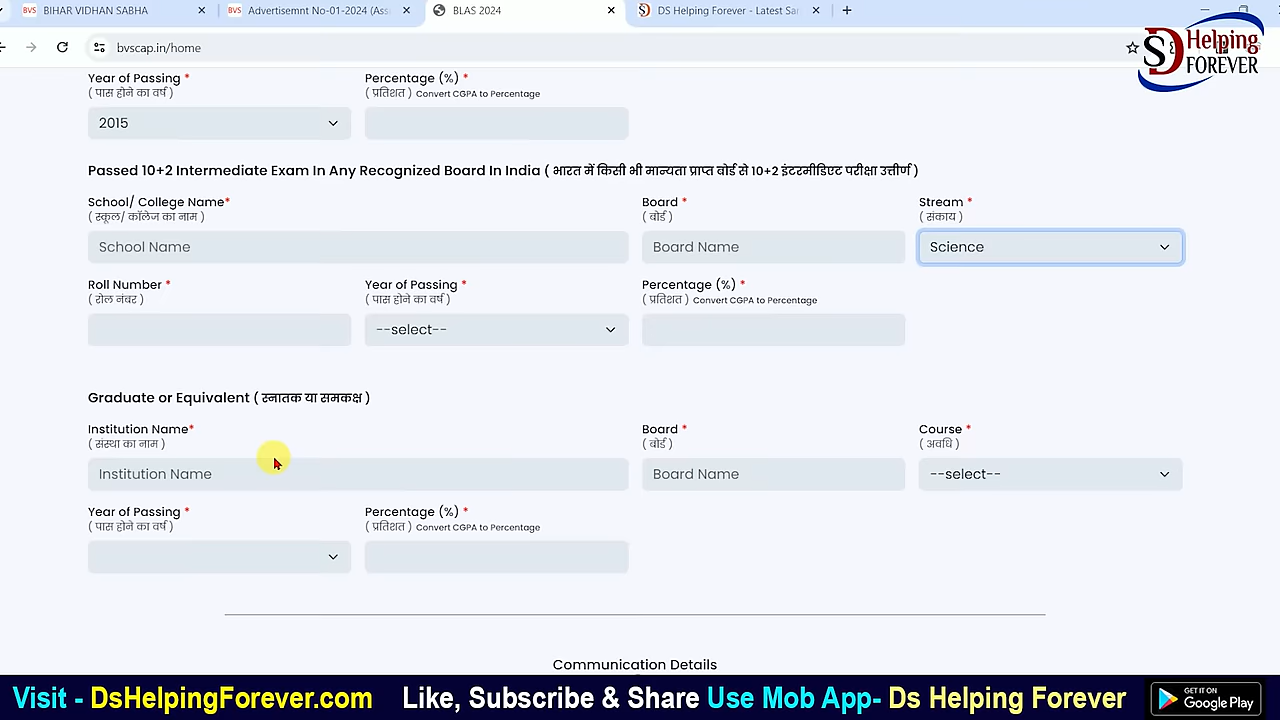 BVS BIHAR VIDHAN SABHA
BVS Advertisemnt No-01-2024 (Ass
BLAS 2024
DS Helping Forever - Latest Sar
bvscap.in/home
SD Helping FOREVER
Year of Passing *
( पास होने का वर्ष )
Percentage (%) *
( प्रतिशत ) Convert CGPA to Percentage
2015
Passed 10+2 Intermediate Exam In Any Recognized Board In India ( भारत में किसी भी मान्यता प्राप्त बोर्ड से 10+2 इंटरमीडिएट परीक्षा उत्तीर्ण )
School/ College Name*
( स्कूल/ कॉलेज का नाम )
Board *
( बोर्ड )
Stream *
( संकाय )
School Name
Board Name
Science
Roll Number *
( रोल नंबर )
Year of Passing *
( पास होने का वर्ष )
Percentage (%) *
( प्रतिशत ) Convert CGPA to Percentage
--select--
Graduate or Equivalent ( स्नातक या समकक्ष )
Institution Name*
( संस्था का नाम )
Board *
( बोर्ड )
Course *
( अवधि )
Institution Name
Board Name
--select--
Year of Passing *
( पास होने का वर्ष )
Percentage (%) *
( प्रतिशत ) Convert CGPA to Percentage
Communication Details
Visit - DsHelpingForever.com Like, Subscribe & Share Use Mob App- Ds Helping Forever
GET IT ON
Google Play